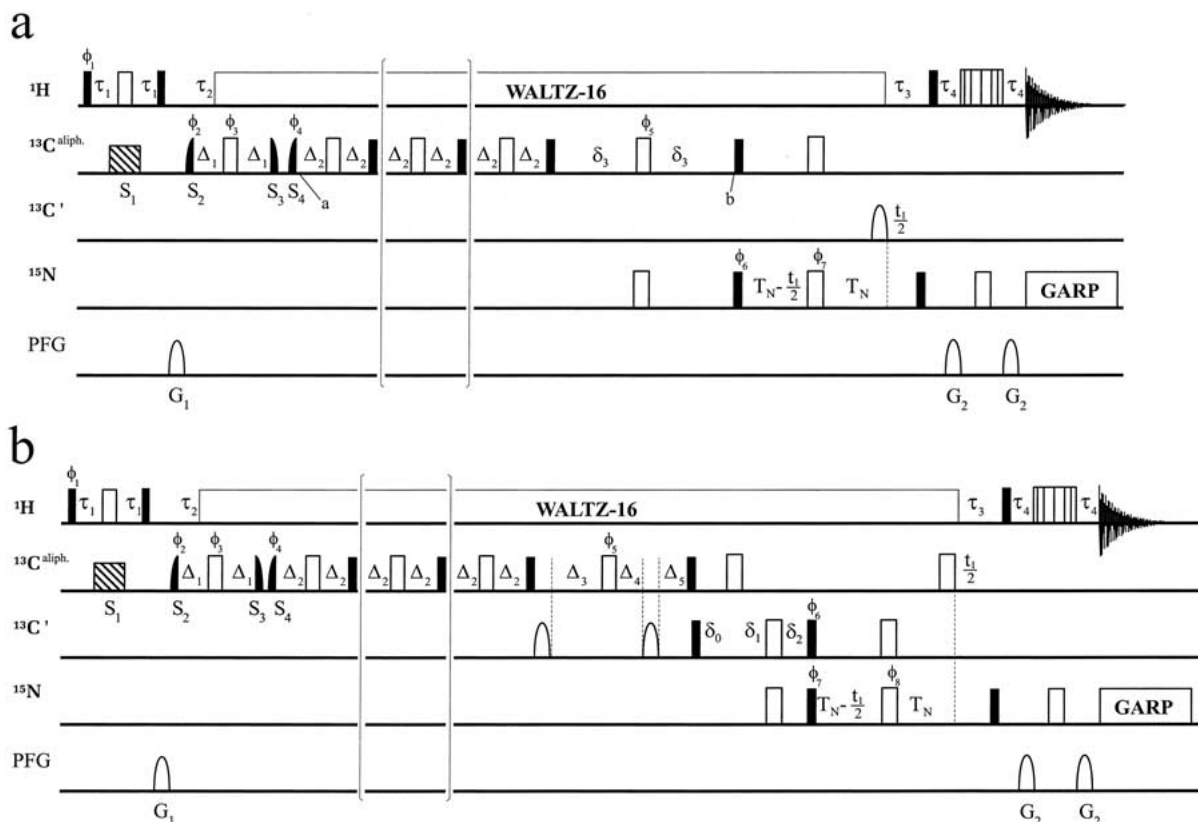 a
ϕ₁
¹H τ₁ τ₁ τ₂ WALTZ-16 τ₃ τ₄ τ₄
ϕ₂ ϕ₃ ϕ₄ ϕ₅
¹³C aliph. Δ₁ Δ₁ Δ₂ Δ₂ Δ₂ Δ₂ Δ₂ Δ₂ δ₃ δ₃
S₁ S₂ S₃ S₄ a b
¹³C ' t₁/2
ϕ₆ ϕ₇
¹⁵N T_N - t₁/2 T_N GARP
PFG
G₁ G₂ G₂
b
ϕ₁
¹H τ₁ τ₁ τ₂ WALTZ-16 τ₃ τ₄ τ₄
ϕ₂ ϕ₃ ϕ₄ ϕ₅
¹³C aliph. Δ₁ Δ₁ Δ₂ Δ₂ Δ₂ Δ₂ Δ₂ Δ₂ Δ₃ Δ₄ Δ₅ t₁/2
S₁ S₂ S₃ S₄
ϕ₆
¹³C ' δ₀ δ₁ δ₂
ϕ₇ ϕ₈
¹⁵N T_N - t₁/2 T_N GARP
PFG
G₁ G₂ G₂